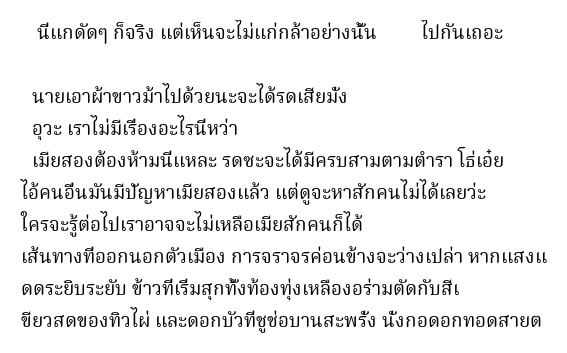 นี่แกดัดๆ ก็จริง แต่เห็นจะไม่แก่กล้าอย่างนั้น ไปกันเถอะ
นายเอาผ้าขาวม้าไปด้วยนะจะได้รดเสียมั่ง
อุวะ เราไม่มีเรื่องอะไรนี่หว่า
เมียสองต้องห้ามนี่แหละ รดซะจะได้มีครบสามตามตำรา โธ่เอ๋ย
ไอ้คนอื่นมันมีปัญหาเมียสองแล้ว แต่ดูจะหาสักคนไม่ได้เลยว่ะ
ใครจะรู้ต่อไปเราอาจจะไม่เหลือเมียสักคนก็ได้
เส้นทางที่ออกนอกตัวเมือง การจราจรค่อนข้างจะว่างเปล่า หากแสงแ
ดดระยิบระยับ ข้าวที่เริ่มสุกทั้งท้องทุ่งเหลืองอร่ามตัดกับสีเ
ขียวสดของทิวไผ่ และดอกบัวที่ชูช่อบานสะพรั่ง นั่งกอดอกทอดสายต